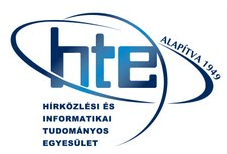 hte
ALAPÍTVA 1949
HÍRKÖZLÉSI ÉS
INFORMATIKAI
TUDOMÁNYOS
EGYESÜLET